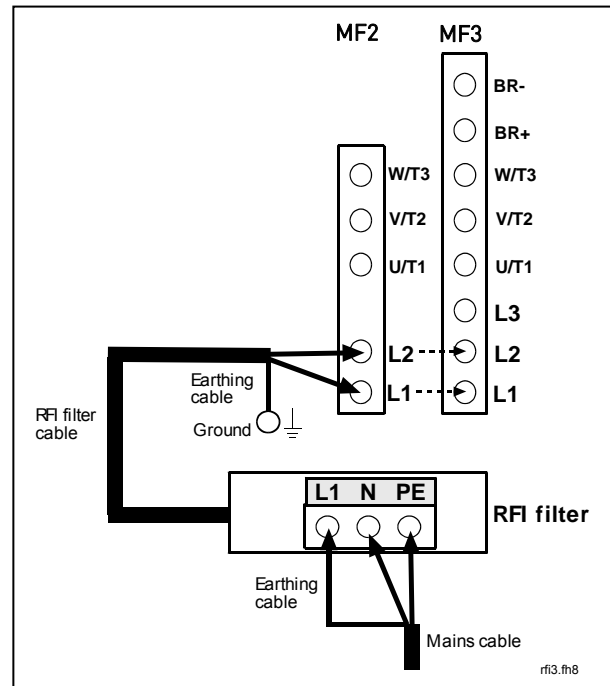 MF2
MF3
BR-
BR+
W/T3
W/T3
V/T2
V/T2
U/T1
U/T1
L3
L2
L2
L1
L1
Earthing
cable
RFI filter
cable
Ground
L1 N PE
RFI filter
Earthing
cable
Mains cable
rfi3.fh8